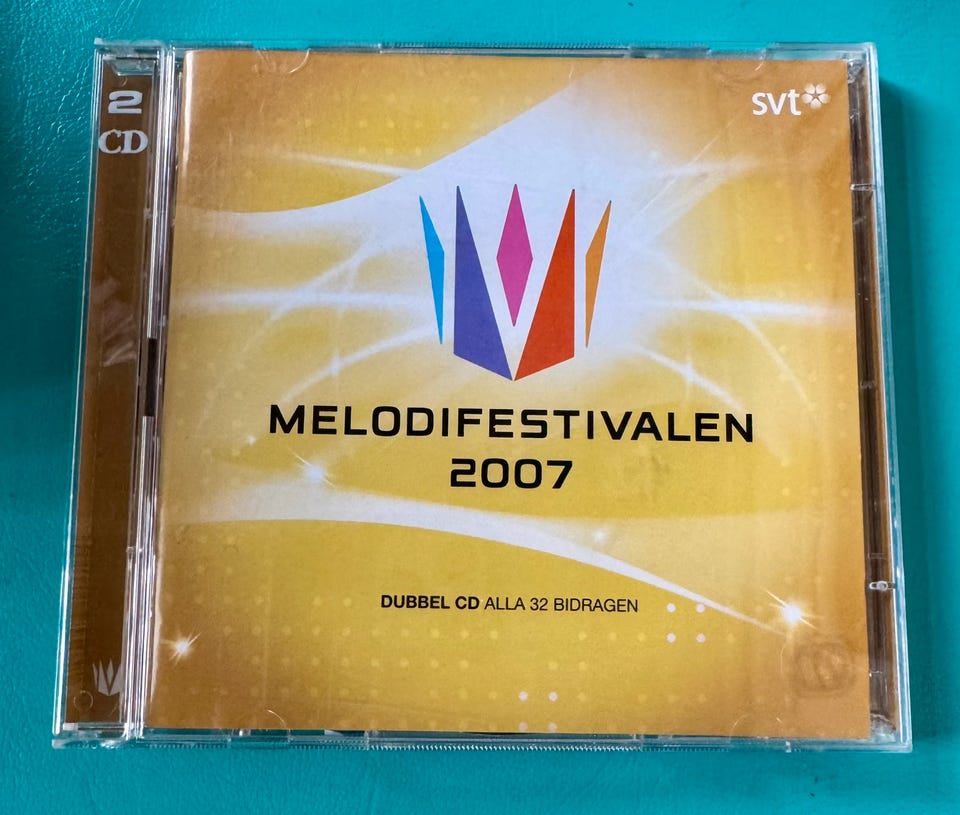 2
CD
svt
MELODIFESTIVALEN
2007
DUBBEL CD ALLA 32 BIDRAGEN